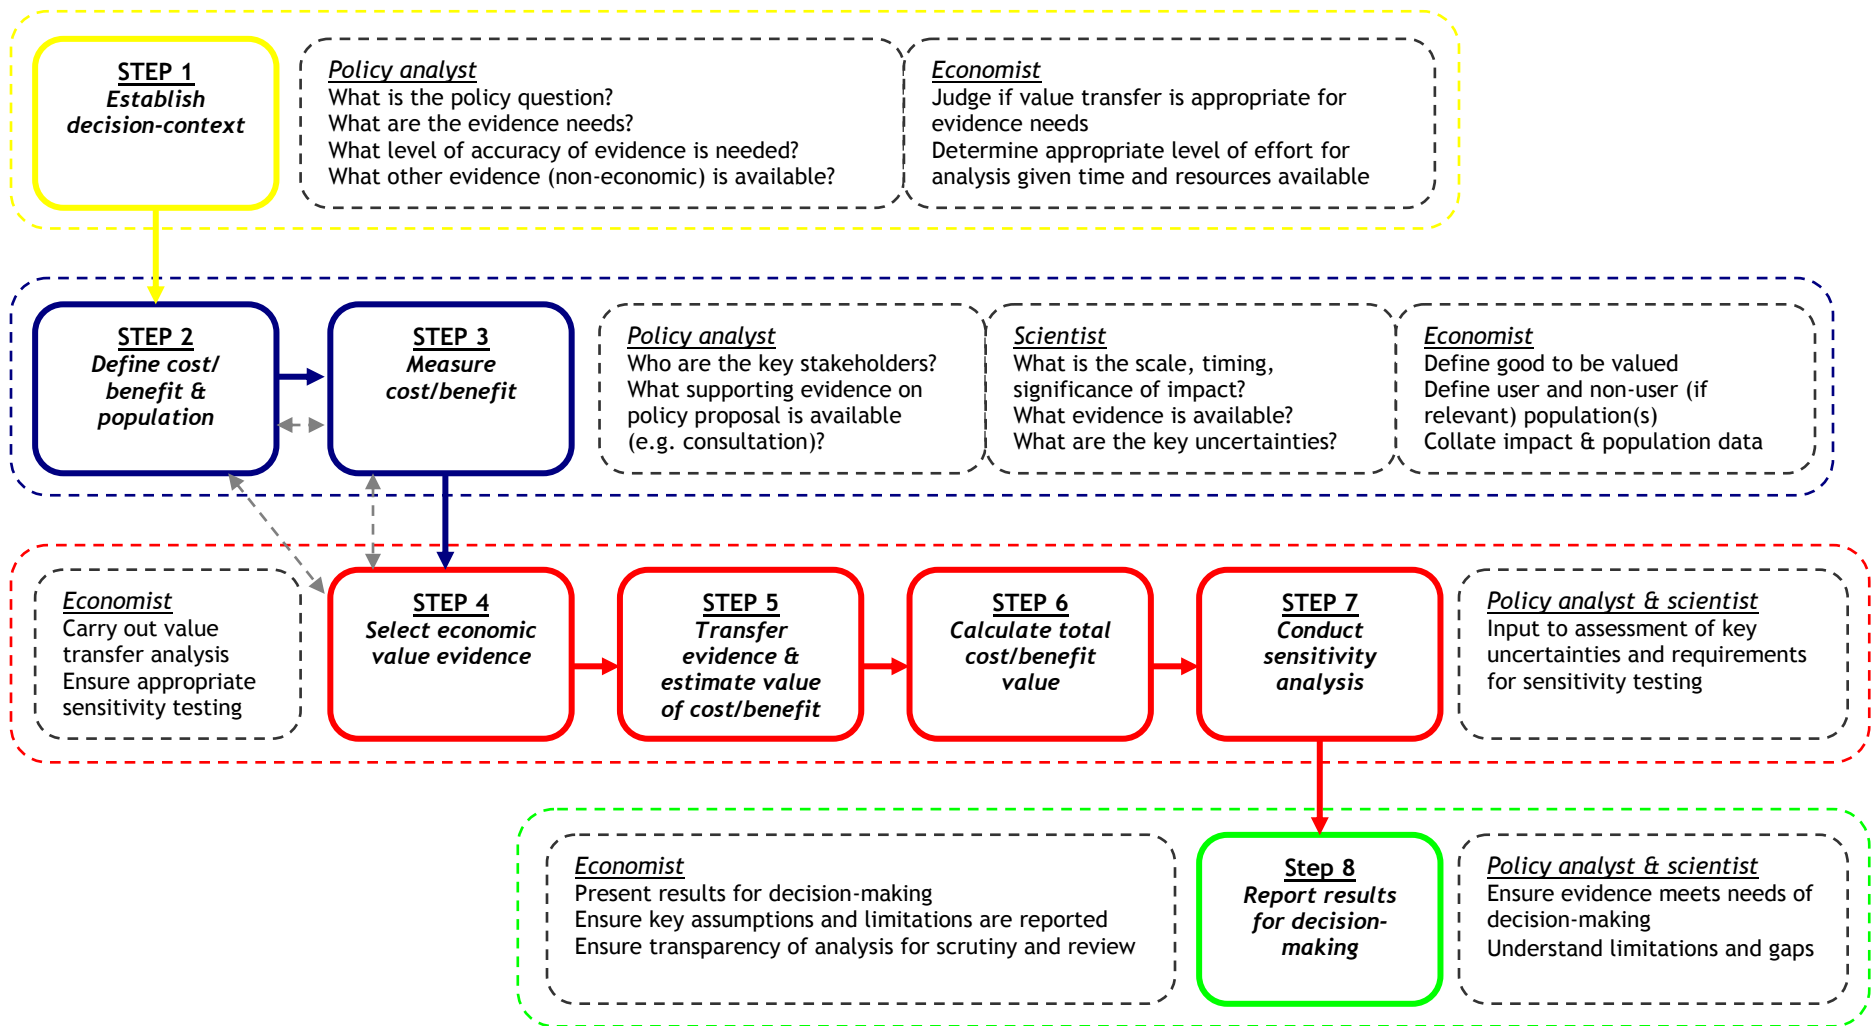 STEP 1
Establish
decision-context
Policy analyst
What is the policy question?
What are the evidence needs?
What level of accuracy of evidence is needed?
What other evidence (non-economic) is available?
Economist
Judge if value transfer is appropriate for
evidence needs
Determine appropriate level of effort for
analysis given time and resources available
STEP 2
Define cost/
benefit &
population
STEP 3
Measure
cost/benefit
Policy analyst
Who are the key stakeholders?
What supporting evidence on
policy proposal is available
(e.g. consultation)?
Scientist
What is the scale, timing,
significance of impact?
What evidence is available?
What are the key uncertainties?
Economist
Define good to be valued
Define user and non-user (if
relevant) population(s)
Collate impact & population data
Economist
Carry out value
transfer analysis
Ensure appropriate
sensitivity testing
STEP 4
Select economic
value evidence
STEP 5
Transfer
evidence &
estimate value
of cost/benefit
STEP 6
Calculate total
cost/benefit
value
STEP 7
Conduct
sensitivity
analysis
Policy analyst & scientist
Input to assessment of key
uncertainties and requirements
for sensitivity testing
Economist
Present results for decision-making
Ensure key assumptions and limitations are reported
Ensure transparency of analysis for scrutiny and review
Step 8
Report results
for decision-
making
Policy analyst & scientist
Ensure evidence meets needs of
decision-making
Understand limitations and gaps